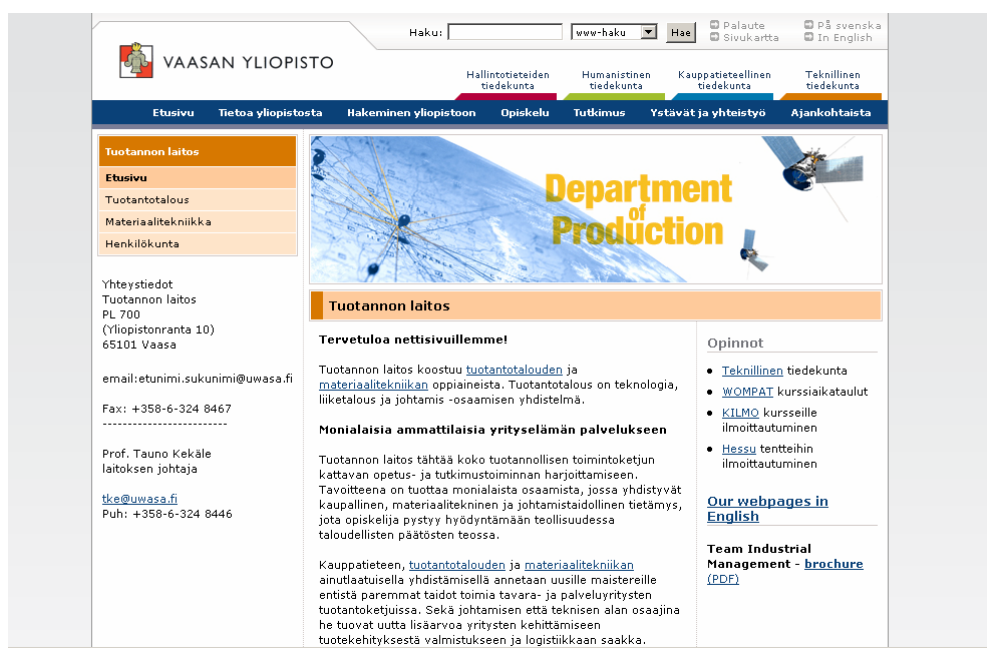 Haku: www-haku Hae Palaute På svenska
Sivukartta In English
VAASAN YLIOPISTO
Hallintotieteiden tiedekunta
Humanistinen tiedekunta
Kauppatieteellinen tiedekunta
Teknillinen tiedekunta
Etusivu Tietoa yliopistosta Hakeminen yliopistoon Opiskelu Tutkimus Ystävät ja yhteistyö Ajankohtaista
Tuotannon laitos
Etusivu
Tuotantotalous
Materiaalitekniikka
Henkilökunta
Yhteystiedot
Tuotannon laitos
PL 700
(Yliopistonranta 10)
65101 Vaasa
email:etunimi.sukunimi@uwasa.fi
Fax: +358-6-324 8467
-------------------------
Prof. Tauno Kekäle
laitoksen johtaja
tke@uwasa.fi
Puh: +358-6-324 8446
Department
of
Production
Tuotannon laitos
Tervetuloa nettisivuillemme!
Tuotannon laitos koostuu tuotantotalouden ja
materiaalitekniikan oppiaineista. Tuotantotalous on teknologia,
liiketalous ja johtamis -osaamisen yhdistelmä.
Monialaisia ammattilaisia yrityselämän palvelukseen
Tuotannon laitos tähtää koko tuotannollisen toimintoketjun
kattavan opetus- ja tutkimustoiminnan harjoittamiseen.
Tavoitteena on tuottaa monialaista osaamista, jossa yhdistyvät
kaupallinen, materiaalitekninen ja johtamistaidollinen tietämys,
jota opiskelija pystyy hyödyntämään teollisuudessa
taloudellisten päätösten teossa.
Kauppatieteen, tuotantotalouden ja materiaalitekniikan
ainutlaatuisella yhdistämisellä annetaan uusille maistereille
entistä paremmat taidot toimia tavara- ja palveluyritysten
tuotantoketjuissa. Sekä johtamisen että teknisen alan osaajina
he tuovat uutta lisäarvoa yritysten kehittämiseen
tuotekehityksestä valmistukseen ja logistiikkaan saakka.
Opinnot
Teknillinen tiedekunta
WOMPAT kurssiaikataulut
KILMO kursseille
ilmoittautuminen
Hessu tentteihin
ilmoittautuminen
Our webpages in
English
Team Industrial
Management - brochure
(PDF)